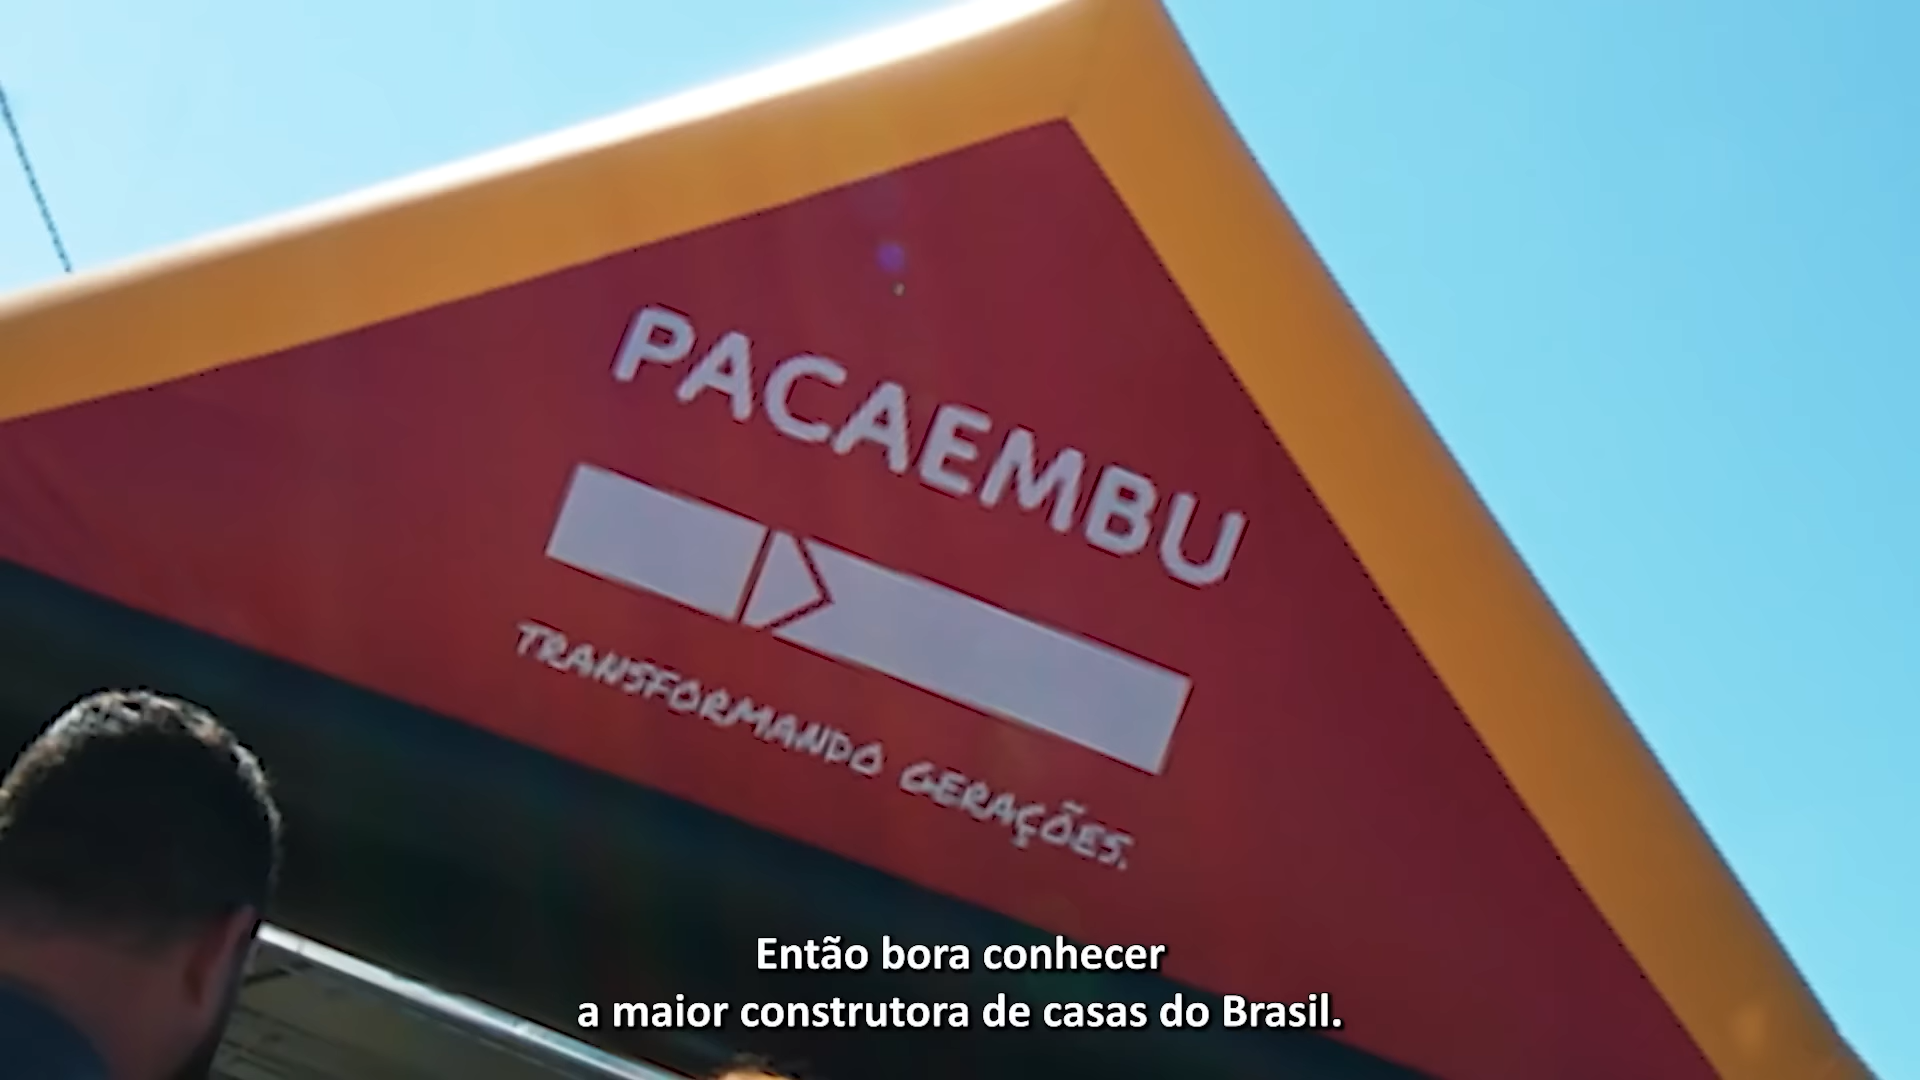 PACAEMBU
TRANSFORMANDO GERAÇÕES.
Então bora conhecer
a maior construtora de casas do Brasil.